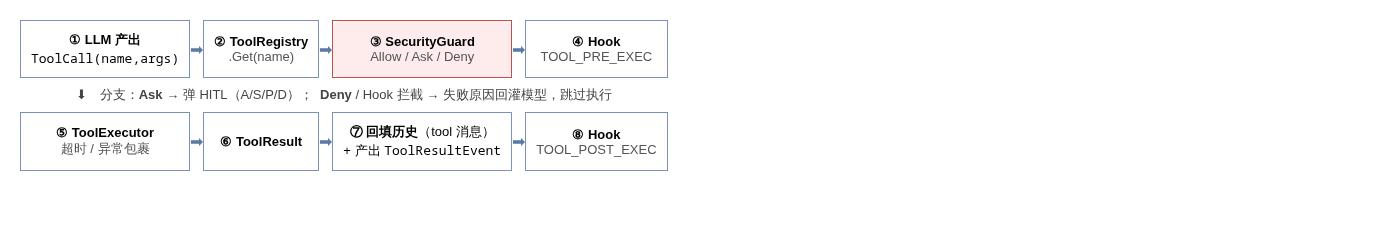 ① LLM 产出
ToolCall(name,args)
② ToolRegistry
.Get(name)
③ SecurityGuard
Allow / Ask / Deny
④ Hook
TOOL_PRE_EXEC
⬇ 分支：Ask → 弹 HITL（A/S/P/D）； Deny / Hook 拦截 → 失败原因回灌模型，跳过执行
⑤ ToolExecutor
超时 / 异常包裹
⑥ ToolResult
⑦ 回填历史（tool 消息）
+ 产出 ToolResultEvent
⑧ Hook
TOOL_POST_EXEC